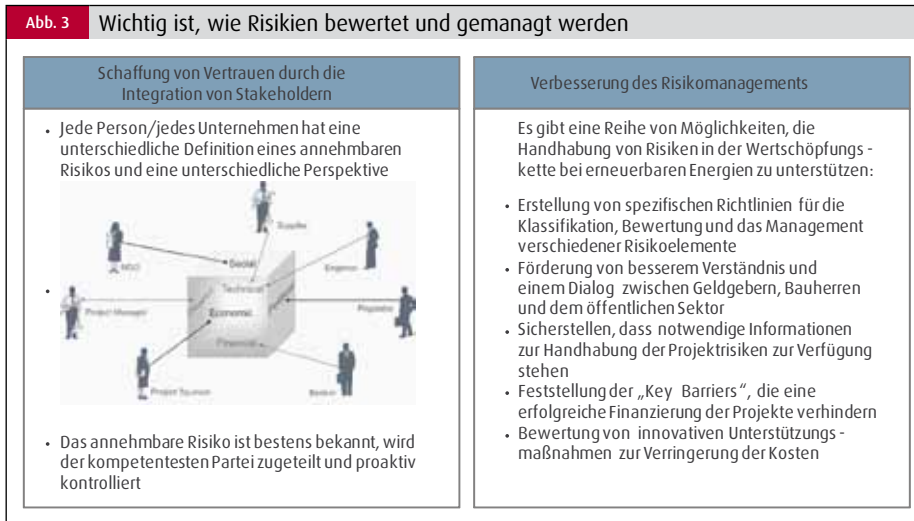 Abb. 3
Wichtig ist, wie Risikien bewertet und gemanagt werden
Schaffung von Vertrauen durch die
Integration von Stakeholdern
• Jede Person/jedes Unternehmen hat eine
unterschiedliche Definition eines annehmbaren
Risikos und eine unterschiedliche Perspektive
Supplier
NGO
Social
Engineer
Technical
•
Project Manager
Economic
Financial
Project Sponsor
Banker
• Das annehmbare Risiko ist bestens bekannt, wird
der kompetentesten Partei zugeteilt und proaktiv
kontrolliert
Verbesserung des Risikomanagements
Es gibt eine Reihe von Möglichkeiten, die
Handhabung von Risiken in der Wertschöpfungs -
kette bei erneuerbaren Energien zu unterstützen:
• Erstellung von spezifischen Richtlinien für die
Klassifikation, Bewertung und das Management
verschiedener Risikoelemente
• Förderung von besserem Verständnis und
einem Dialog zwischen Geldgebern, Bauherren
und dem öffentlichen Sektor
• Sicherstellen, dass notwendige Informationen
zur Handhabung der Projektrisiken zur Verfügung
stehen
• Feststellung der „Key Barriers“, die eine
erfolgreiche Finanzierung der Projekte verhindern
• Bewertung von innovativen Unterstützungs -
maßnahmen zur Verringerung der Kosten